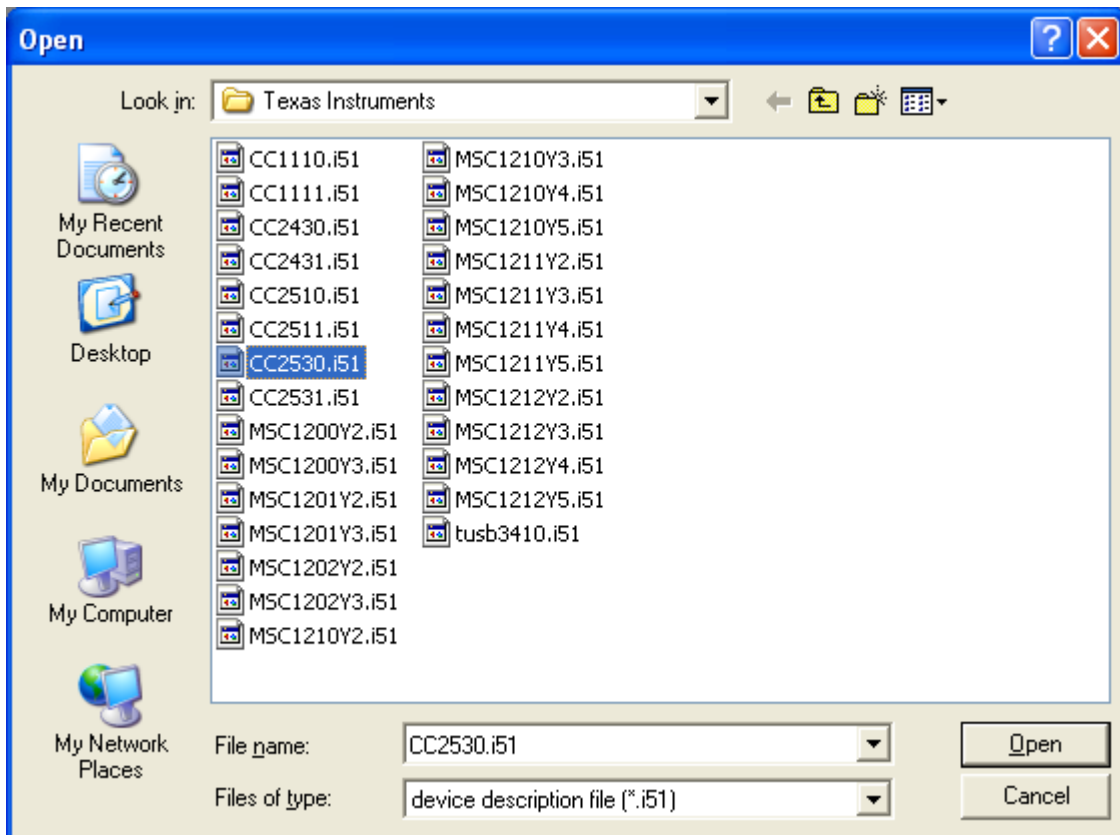 Open
Look in: Texas Instruments
My Recent
Documents
Desktop
My Documents
My Computer
My Network
Places
CC1110.i51
CC1111.i51
CC2430.i51
CC2431.i51
CC2510.i51
CC2511.i51
CC2530.i51
CC2531.i51
MSC1200Y2.i51
MSC1200Y3.i51
MSC1201Y2.i51
MSC1201Y3.i51
MSC1202Y2.i51
MSC1202Y3.i51
MSC1210Y2.i51
MSC1210Y3.i51
MSC1210Y4.i51
MSC1210Y5.i51
MSC1211Y2.i51
MSC1211Y3.i51
MSC1211Y4.i51
MSC1211Y5.i51
MSC1212Y2.i51
MSC1212Y3.i51
MSC1212Y4.i51
MSC1212Y5.i51
tusb3410.i51
File name: CC2530.i51 Open
Files of type: device description file (*.i51) Cancel